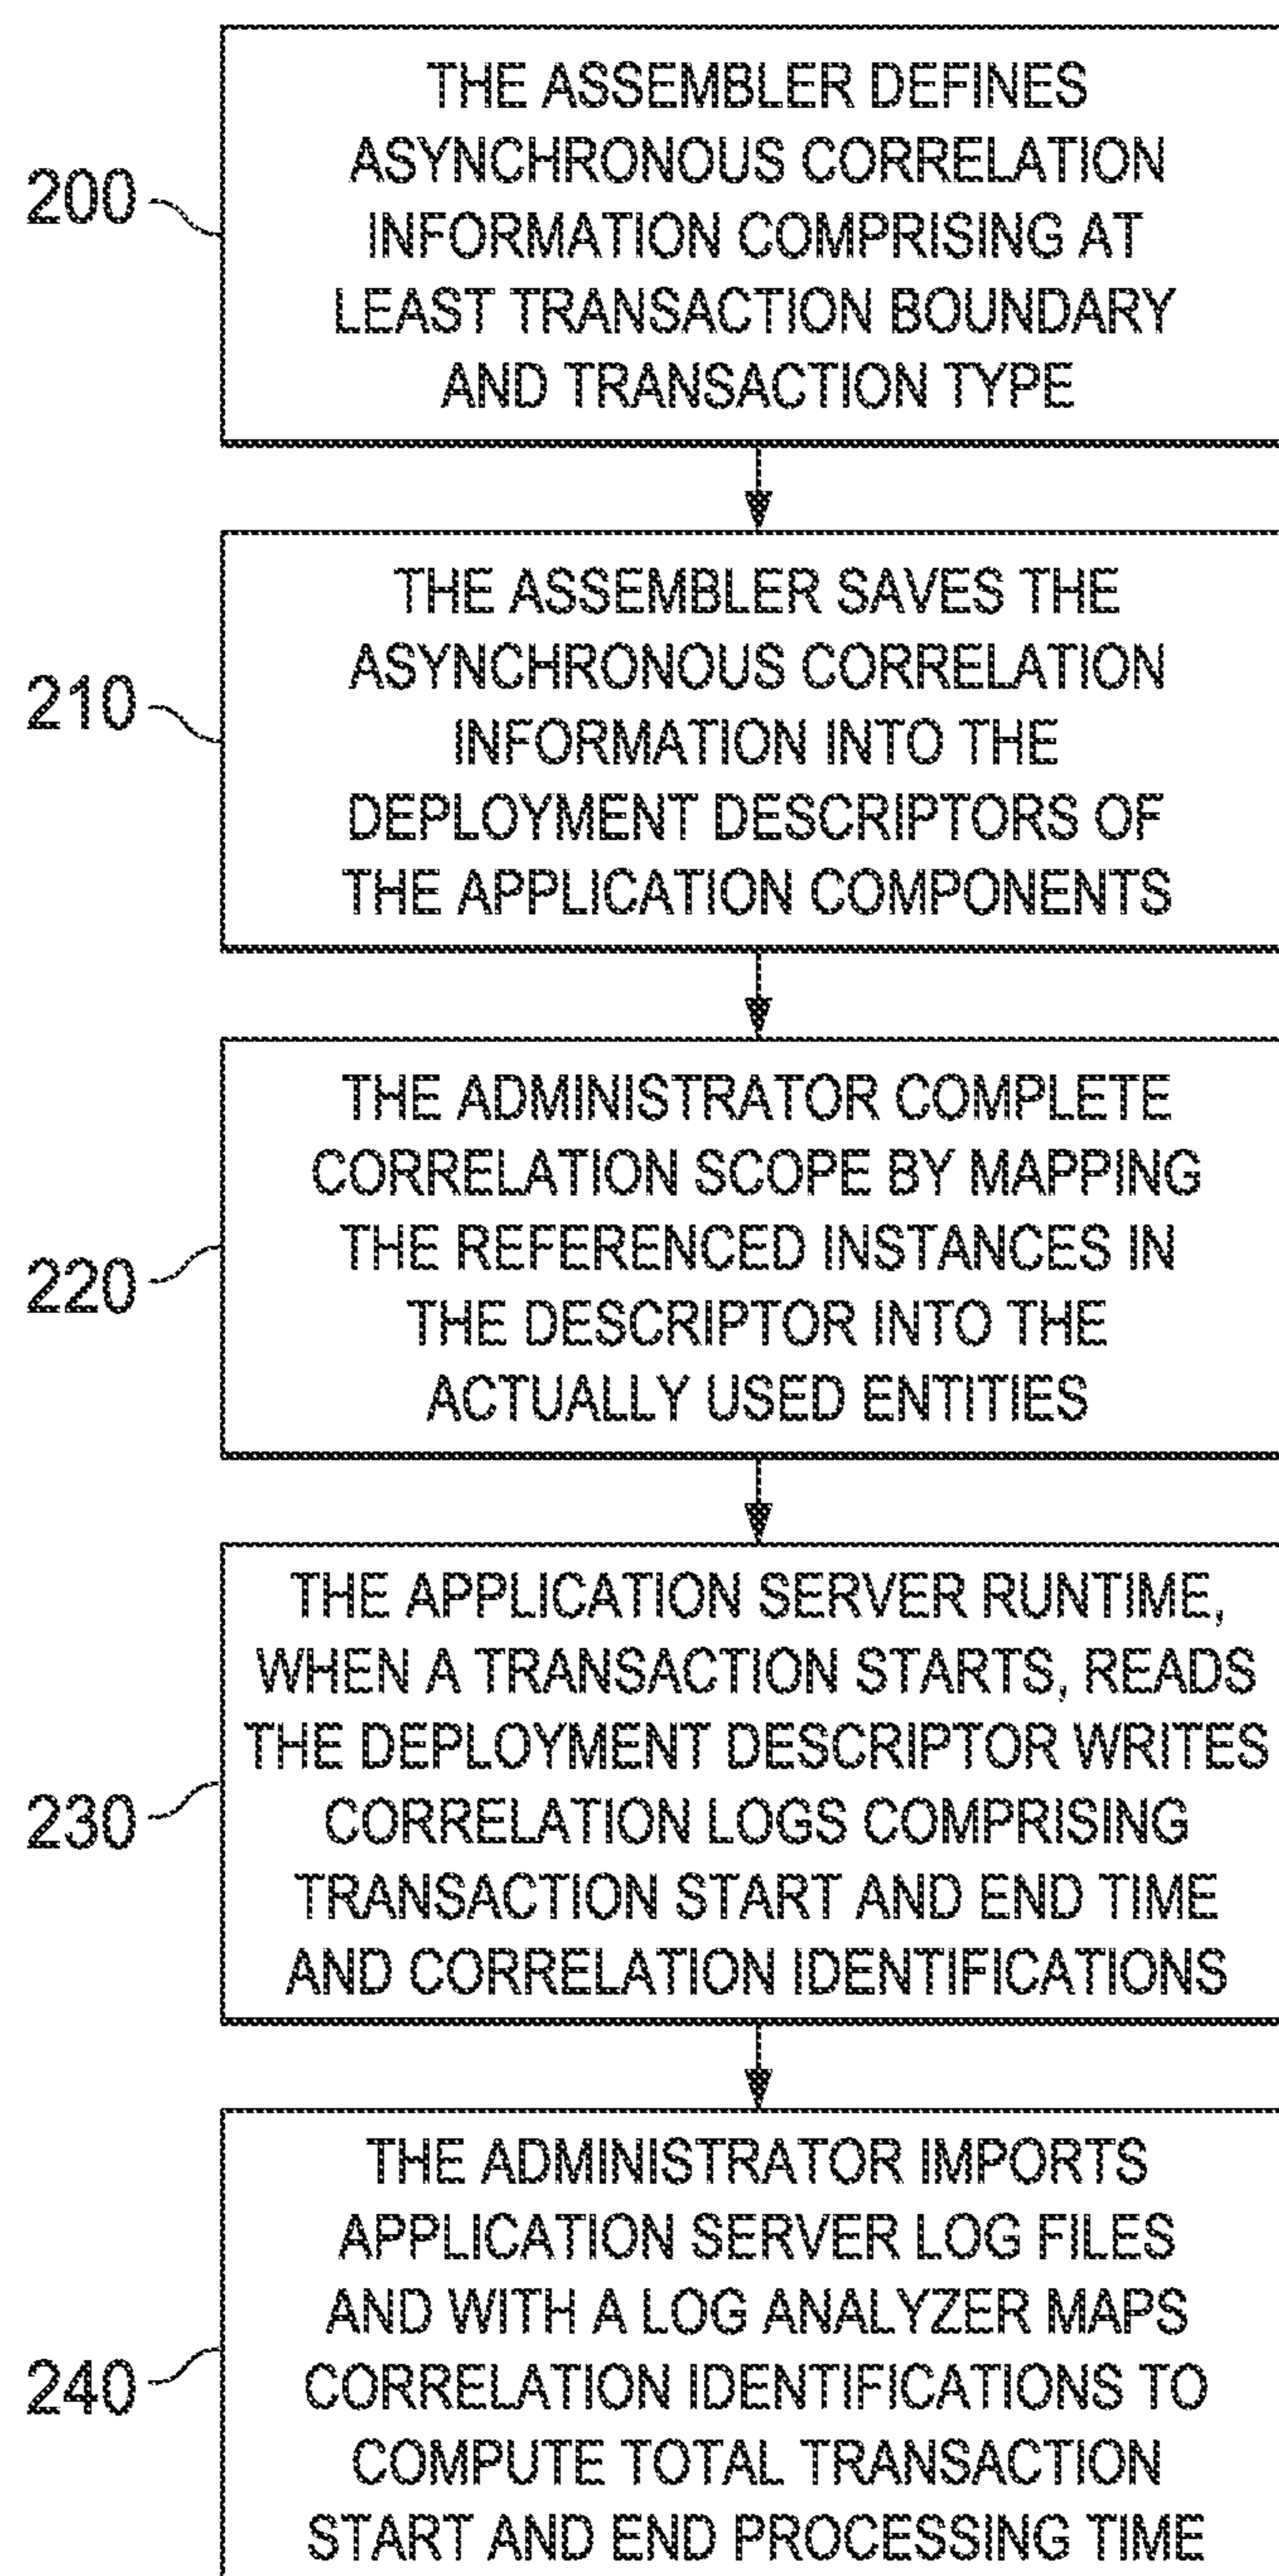 THE ASSEMBLER DEFINES
ASYNCHRONOUS CORRELATION
200
INFORMATION COMPRISING AT
LEAST TRANSACTION BOUNDARY
AND TRANSACTION TYPE
THE ASSEMBLER SAVES THE
ASYNCHRONOUS CORRELATION
210
INFORMATION INTO THE
DEPLOYMENT DESCRIPTORS OF
THE APPLICATION COMPONENTS
THE ADMINISTRATOR COMPLETE
CORRELATION SCOPE BY MAPPING
THE REFERENCED INSTANCES IN
220
THE DESCRIPTOR INTO THE
ACTUALLY USED ENTITIES
THE APPLICATION SERVER RUNTIME,
WHEN A TRANSACTION STARTS, READS
THE DEPLOYMENT DESCRIPTOR WRITES
230
CORRELATION LOGS COMPRISING
TRANSACTION START AND END TIME
AND CORRELATION IDENTIFICATIONS
THE ADMINISTRATOR IMPORTS
APPLICATION SERVER LOG FILES
AND WITH A LOG ANALYZER MAPS
240
CORRELATION IDENTIFICATIONS TO
COMPUTE TOTAL TRANSACTION
START AND END PROCESSING TIME